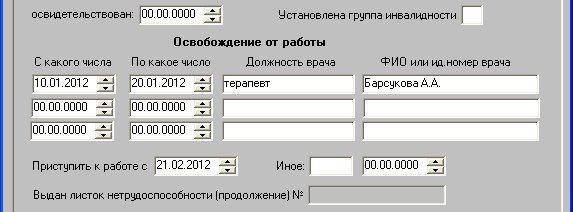 освидетельствован: 00.00.0000 Установлена группа инвалидности
Освобождение от работы
С какого числа По какое число Должность врача ФИО или ид.номер врача
10.01.2012 20.01.2012 терапевт Барсукова А.А.
00.00.0000 00.00.0000
00.00.0000 00.00.0000
Приступить к работе с 21.02.2012 Иное: 00.00.0000
Выдан листок нетрудоспособности (продолжение) №